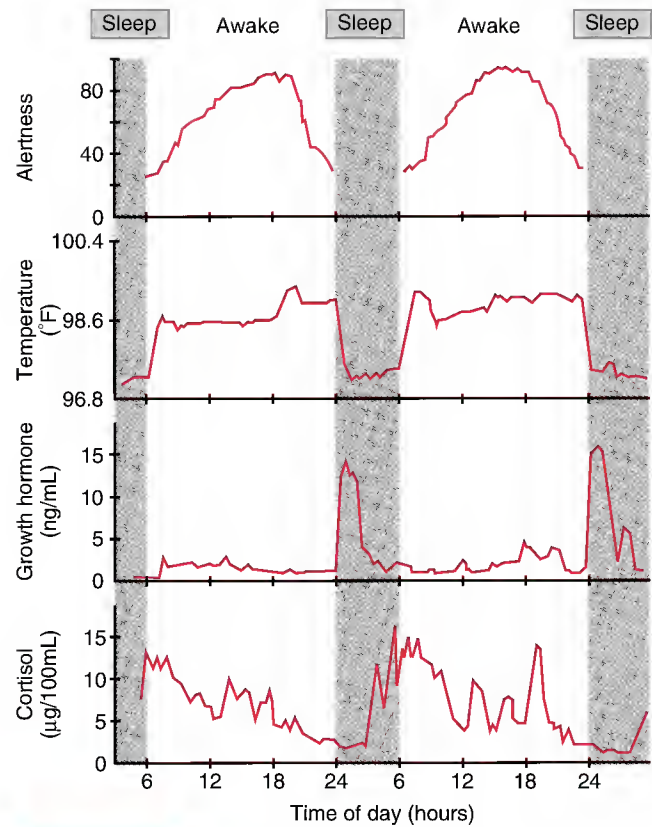 Sleep Awake Sleep Awake Sleep
Alertness
80
40
0
Temperature
(°F)
100.4
98.6
96.8
Growth hormone
(ng/mL)
15
10
5
0
Cortisol
(µg/100mL)
15
10
5
0
6 12 18 24 6 12 18 24
Time of day (hours)